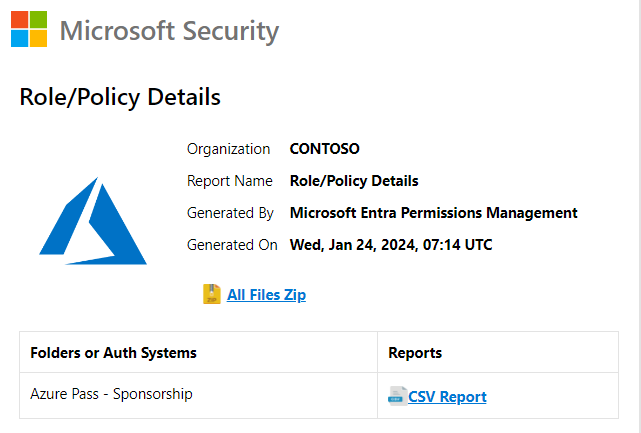 Microsoft Security
Role/Policy Details
Organization CONTOSO
Report Name Role/Policy Details
Generated By Microsoft Entra Permissions Management
Generated On Wed, Jan 24, 2024, 07:14 UTC
All Files Zip
Folders or Auth Systems Reports
Azure Pass - Sponsorship CSV Report